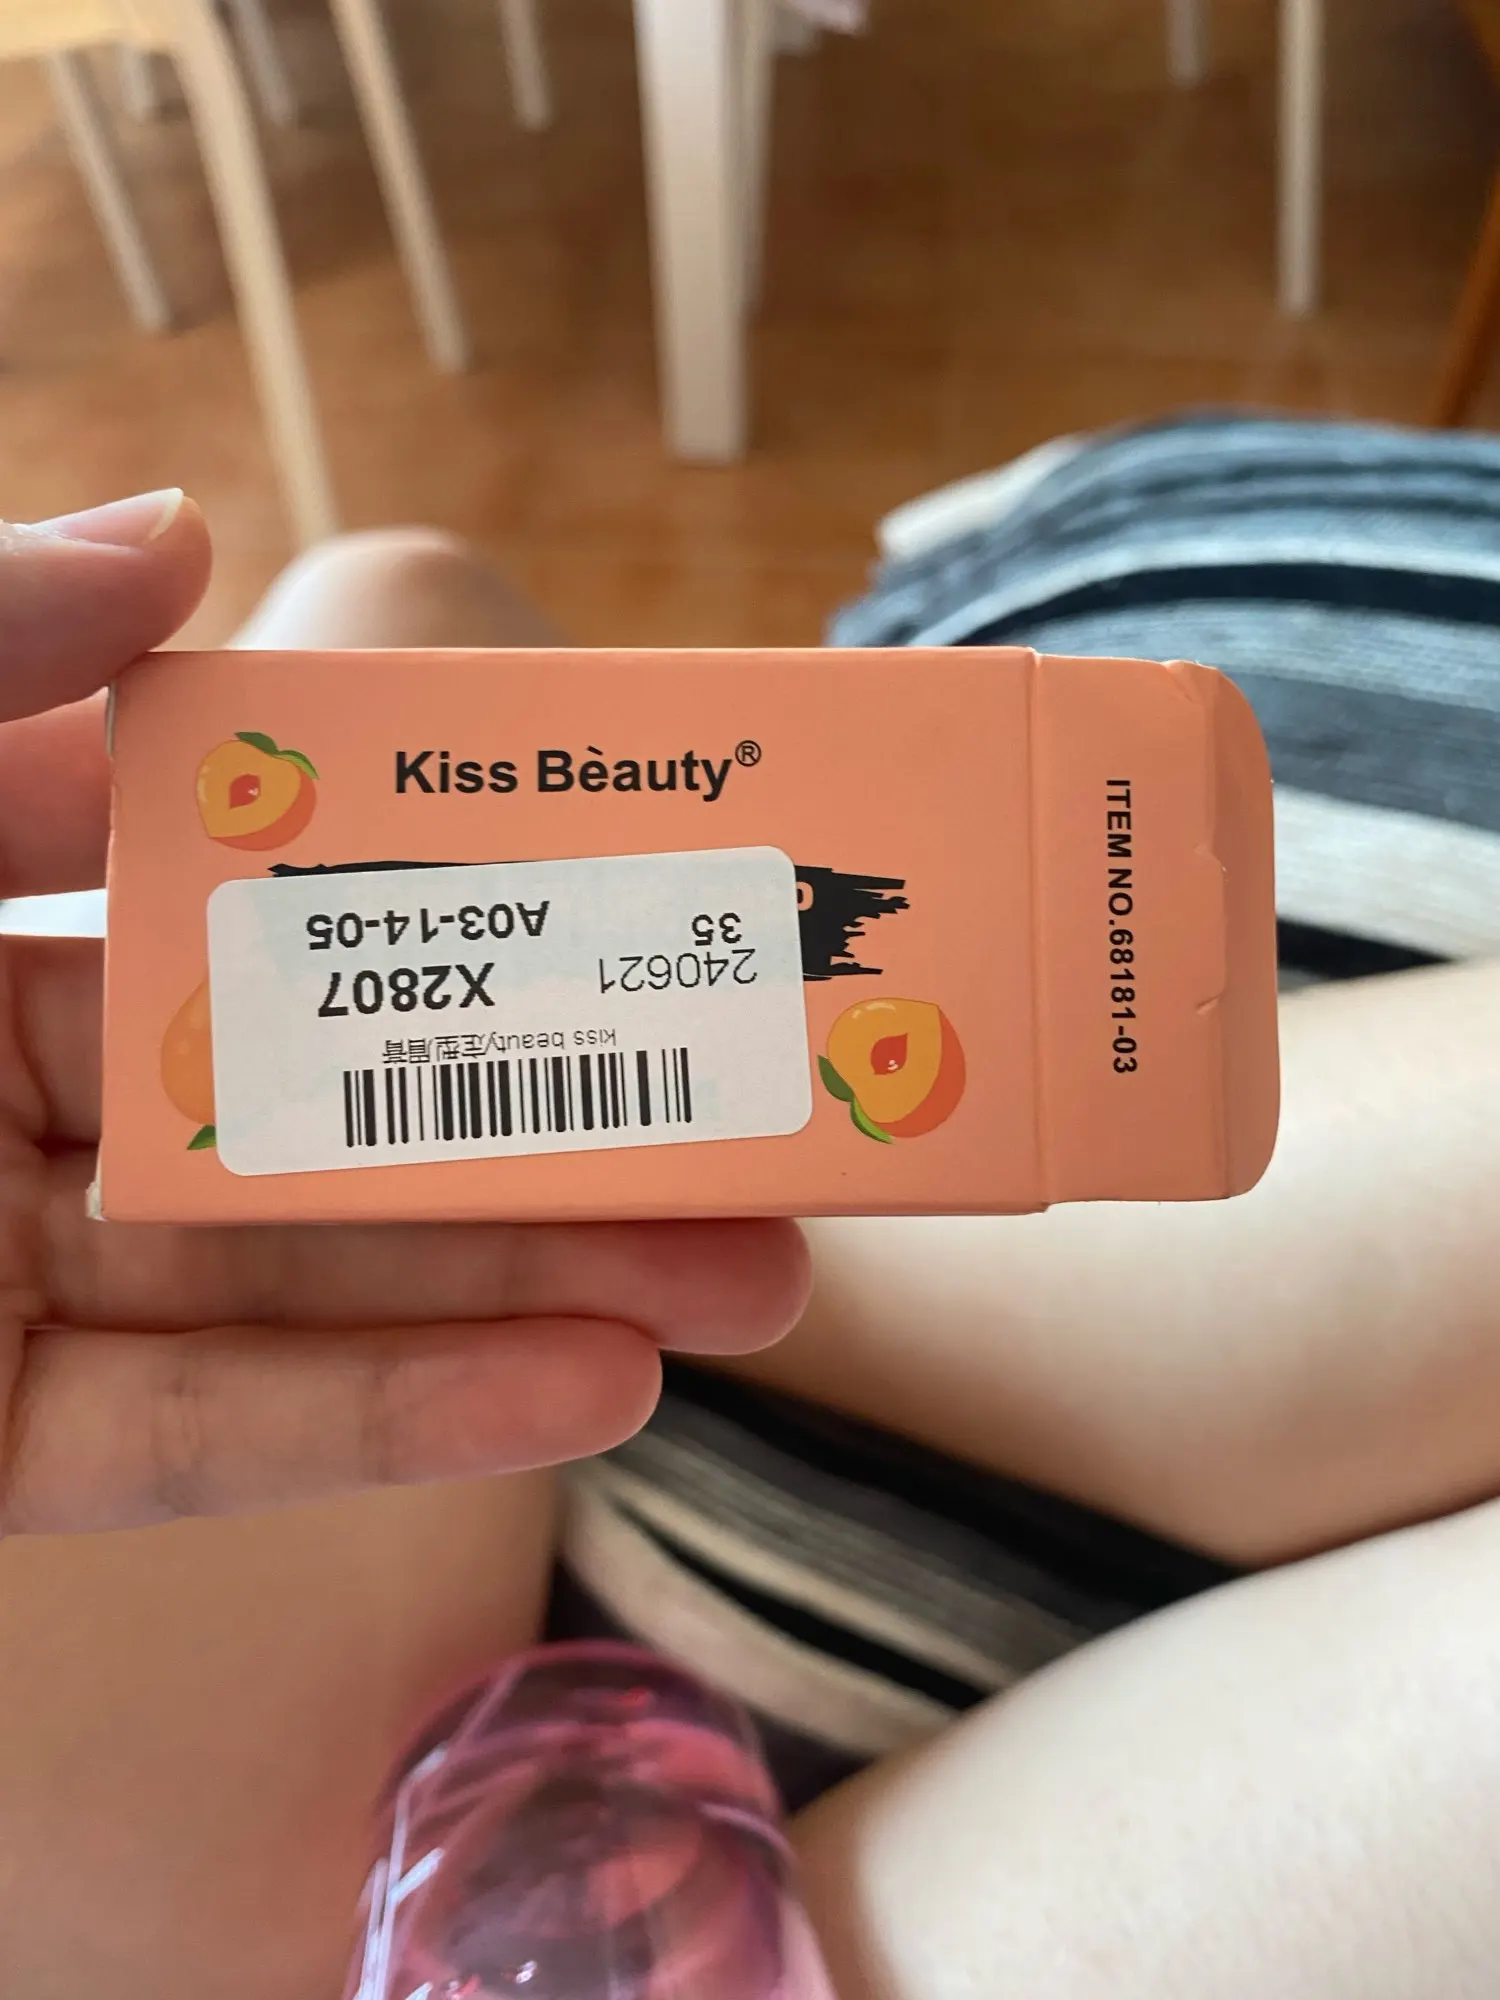 Kiss Bèauty®
ITEM NO.68181-03
kiss beauty定型眉膏
X2807
240621
A03-14-05
35